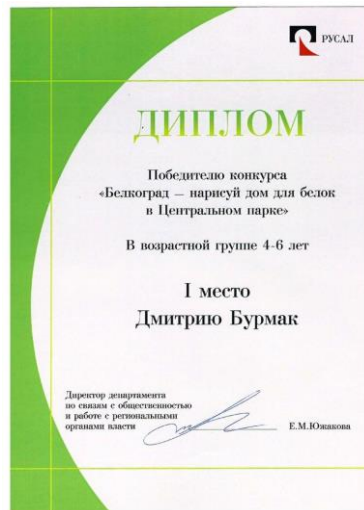 РУСАЛ
ДИПЛОМ
Победителю конкурса
«Белкоград — нарисуй дом для белок
в Центральном парке»
В возрастной группе 4-6 лет
I место
Дмитрию Бурмак
Директор департамента
по связям с общественностью
и работе с региональными
органами власти
Е.М.Южакова